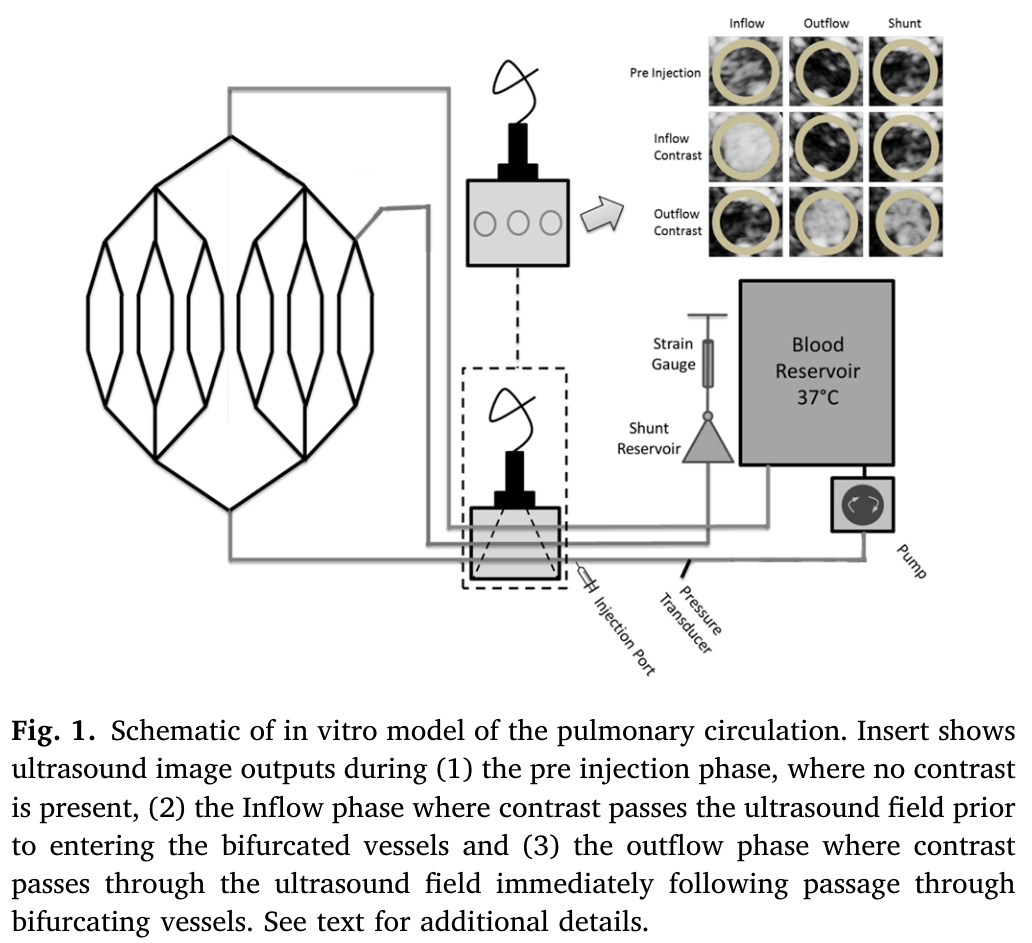 Inflow Outflow Shunt
Pre Injection
Inflow
Contrast
Outflow
Contrast
Strain
Gauge
Shunt
Reservoir
Blood
Reservoir
37°C
Pump
Pressure
Transducer
Injection Port
Fig. 1. Schematic of in vitro model of the pulmonary circulation. Insert shows
ultrasound image outputs during (1) the pre injection phase, where no contrast
is present, (2) the Inflow phase where contrast passes the ultrasound field prior
to entering the bifurcated vessels and (3) the outflow phase where contrast
passes through the ultrasound field immediately following passage through
bifurcating vessels. See text for additional details.